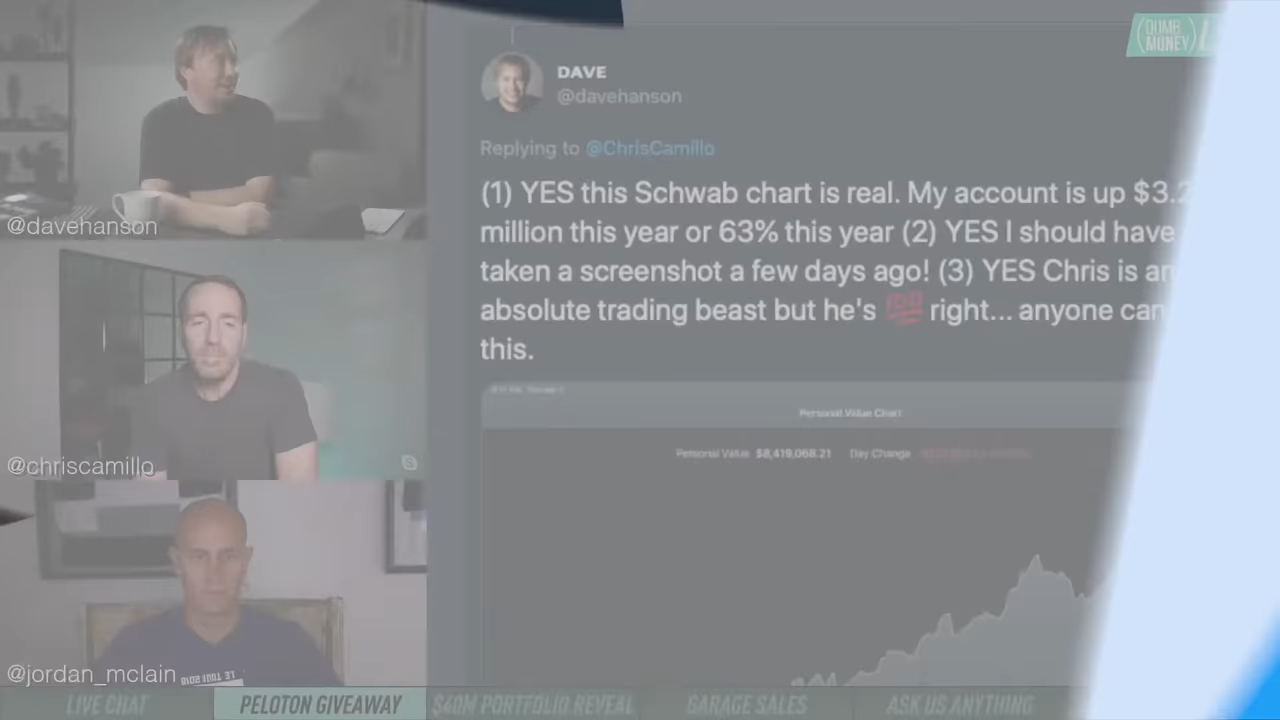 (DUMB
MONEY)
DAVE
@davehanson
Replying to @ChrisCamillo
(1) YES this Schwab chart is real. My account is up $3.2
million this year or 63% this year (2) YES I should have
taken a screenshot a few days ago! (3) YES Chris is an
absolute trading beast but he's 💯 right... anyone can
this.
Personal Value Chart
Personal Value $8,419,068.21 Day Change
@davehanson
@chriscamillo
@jordan_mclain
LIVE CHAT
PELOTON GIVEAWAY
$40M PORTFOLIO REVEAL
GARAGE SALES
ASK US ANYTHING